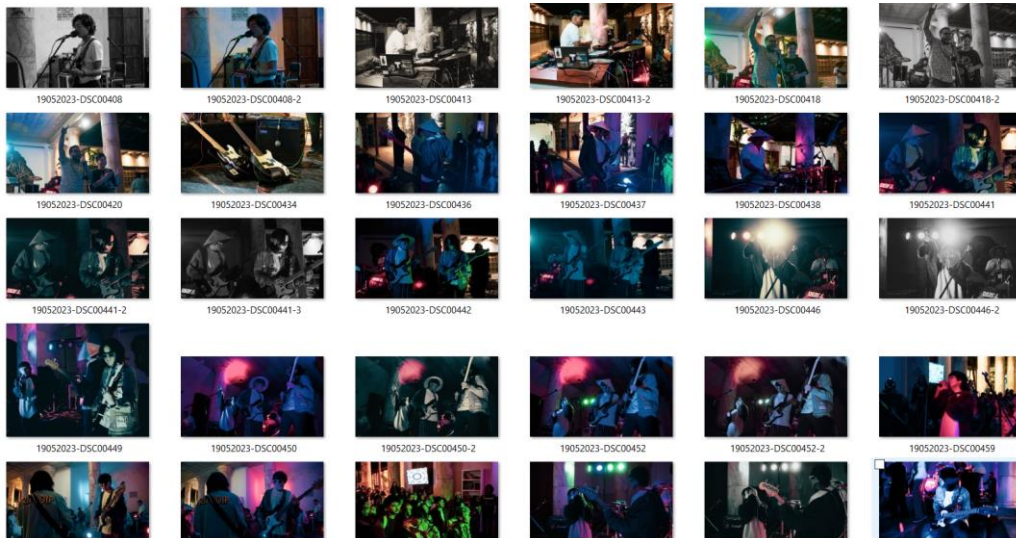 19052023-DSC00408
19052023-DSC00408-2
19052023-DSC00413
19052023-DSC00413-2
19052023-DSC00418
19052023-DSC00418-2
19052023-DSC00420
19052023-DSC00434
19052023-DSC00436
19052023-DSC00437
19052023-DSC00438
19052023-DSC00441
19052023-DSC00441-2
19052023-DSC00441-3
19052023-DSC00442
19052023-DSC00443
19052023-DSC00446
19052023-DSC00446-2
19052023-DSC00449
19052023-DSC00450
19052023-DSC00450-2
19052023-DSC00452
19052023-DSC00452-2
19052023-DSC00459